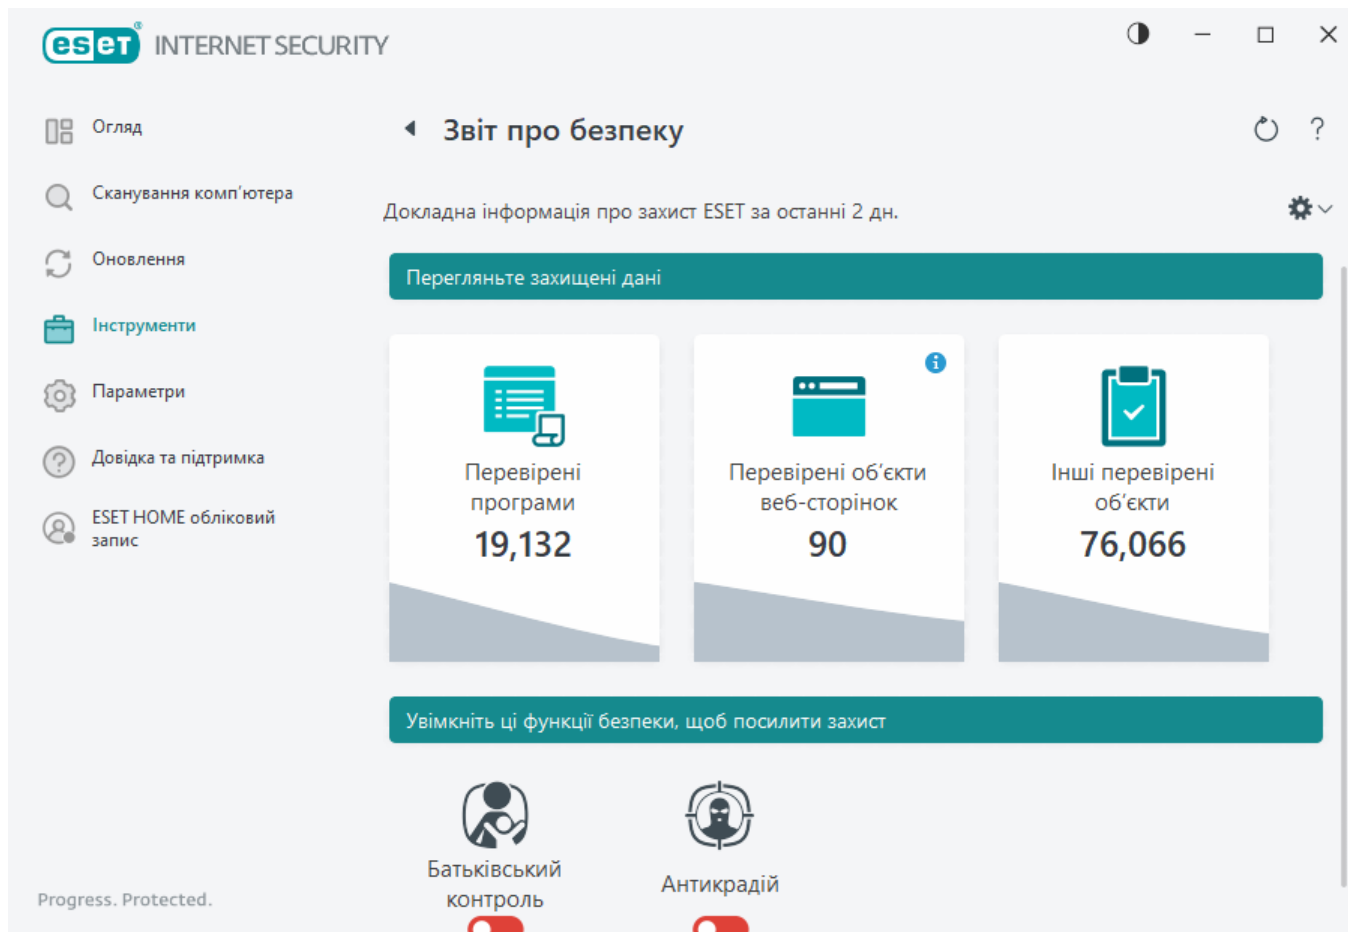 eset® INTERNET SECURITY
Огляд
Звіт про безпеку
?
Сканування комп'ютера
Докладна інформація про захист ESET за останні 2 дн.
Оновлення
Перегляньте захищені дані
Інструменти
Параметри
Довідка та підтримка
ESET HOME обліковий
запис
Перевірені
програми
19,132
Перевірені об'єкти
веб-сторінок
90
Інші перевірені
об'єкти
76,066
Увімкніть ці функції безпеки, щоб посилити захист
Батьківський
контроль
Антикрадій
Progress. Protected.